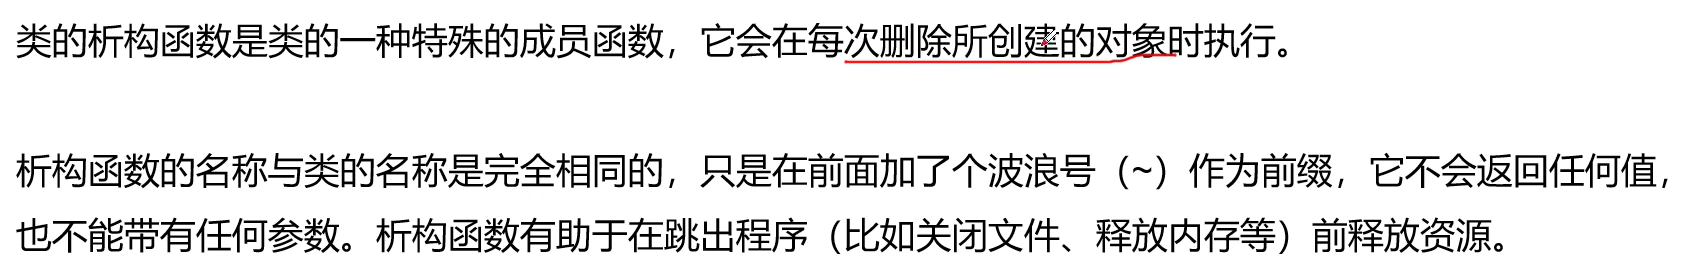 类的析构函数是类的一种特殊的成员函数，它会在每次删除所创建的对象时执行。
析构函数的名称与类的名称是完全相同的，只是在前面加了个波浪号（~）作为前缀，它不会返回任何值，
也不能带有任何参数。析构函数有助于在跳出程序（比如关闭文件、释放内存等）前释放资源。